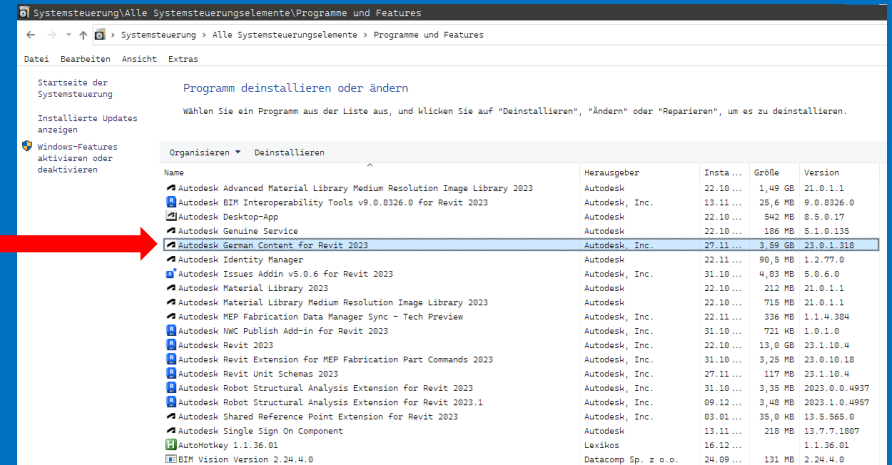 Systemsteuerung\Alle Systemsteuerungselemente\Programme und Features
Systemsteuerung > Alle Systemsteuerungselemente > Programme und Features
Datei Bearbeiten Ansicht Extras
Startseite der Systemsteuerung
Installierte Updates anzeigen
Windows-Features aktivieren oder deaktivieren
Programm deinstallieren oder ändern
Wählen Sie ein Programm aus der Liste aus, und klicken Sie auf "Deinstallieren", "Ändern" oder "Reparieren", um es zu deinstallieren.
Organisieren Deinstallieren
Name Herausgeber Insta... Größe Version
Autodesk Advanced Material Library Medium Resolution Image Library 2023 Autodesk 22.10... 1,49 GB 21.0.1.1
Autodesk BIM Interoperability Tools v9.0.8326.0 for Revit 2023 Autodesk, Inc. 13.11... 25,6 MB 9.0.8326.0
Autodesk Desktop-App Autodesk 22.10... 542 MB 8.5.0.17
Autodesk Genuine Service Autodesk 22.10... 186 MB 5.1.0.135
Autodesk German Content for Revit 2023 Autodesk, Inc. 27.11... 3,59 GB 23.0.1.318
Autodesk Identity Manager Autodesk 22.11... 90,5 MB 1.2.77.0
Autodesk Issues Addin v5.0.6 for Revit 2023 Autodesk, Inc. 31.10... 4,83 MB 5.0.6.0
Autodesk Material Library 2023 Autodesk 22.10... 212 MB 21.0.1.1
Autodesk Material Library Medium Resolution Image Library 2023 Autodesk 22.10... 715 MB 21.0.1.1
Autodesk MEP Fabrication Data Manager Sync – Tech Preview Autodesk, Inc. 22.11... 336 MB 1.1.4.384
Autodesk NWC Publish Add-in for Revit 2023 Autodesk, Inc. 31.10... 721 kB 1.0.1.0
Autodesk Revit 2023 Autodesk, Inc. 22.10... 13,0 GB 23.1.10.4
Autodesk Revit Extension for MEP Fabrication Part Commands 2023 Autodesk, Inc. 31.10... 3,25 MB 23.0.10.18
Autodesk Revit Unit Schemas 2023 Autodesk, Inc. 27.11... 117 MB 23.1.10.4
Autodesk Robot Structural Analysis Extension for Revit 2023 Autodesk, Inc. 31.10... 3,35 MB 2023.0.0.4937
Autodesk Robot Structural Analysis Extension for Revit 2023.1 Autodesk, Inc. 09.12... 3,48 MB 2023.1.0.4957
Autodesk Shared Reference Point Extension for Revit 2023 Autodesk, Inc. 03.01... 35,0 kB 13.5.565.0
Autodesk Single Sign On Component Autodesk 13.11... 218 MB 13.7.7.1807
AutoHotkey 1.1.36.01 Lexikos 16.12... 1.1.36.01
BIM Vision Version 2.24.4.0 Datacomp Sp. z o.o. 24.09... 131 MB 2.24.4.0